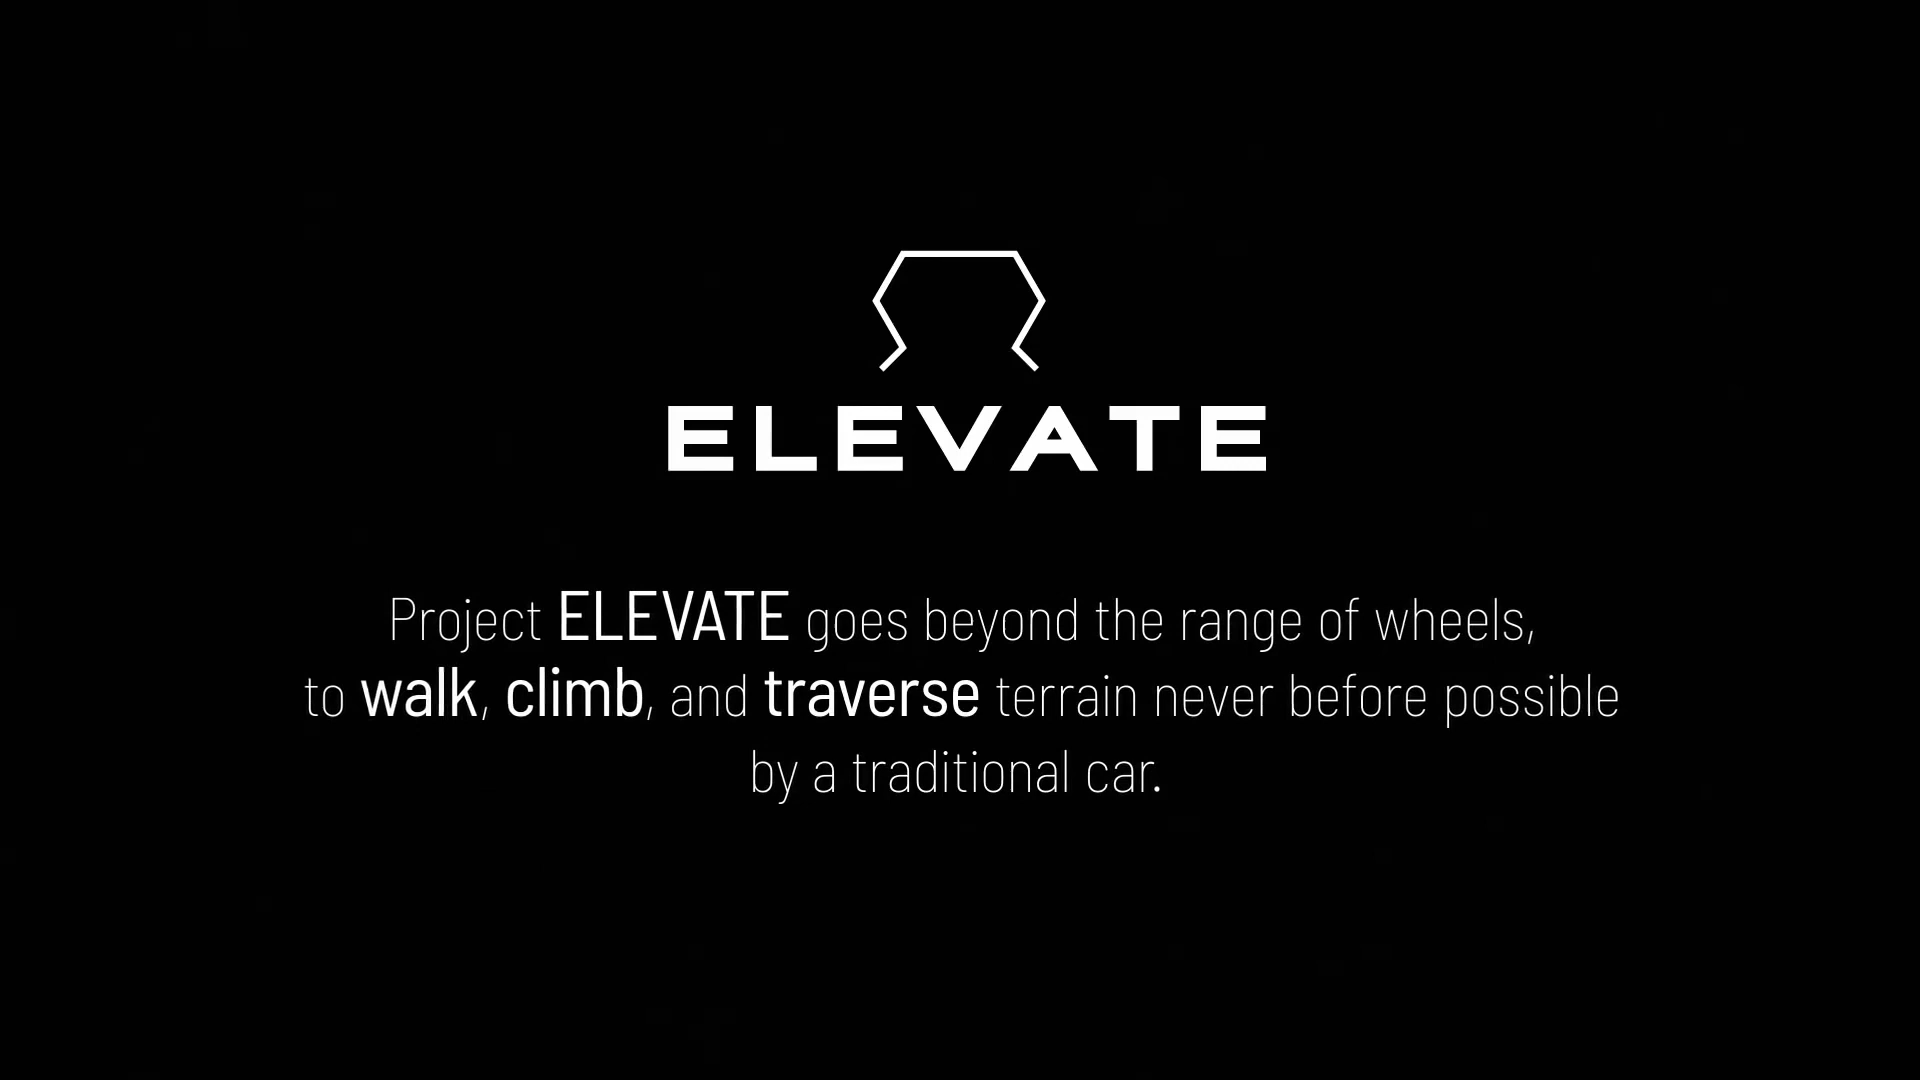 ELEVATE
Project ELEVATE goes beyond the range of wheels,
to walk, climb, and traverse terrain never before possible
by a traditional car.